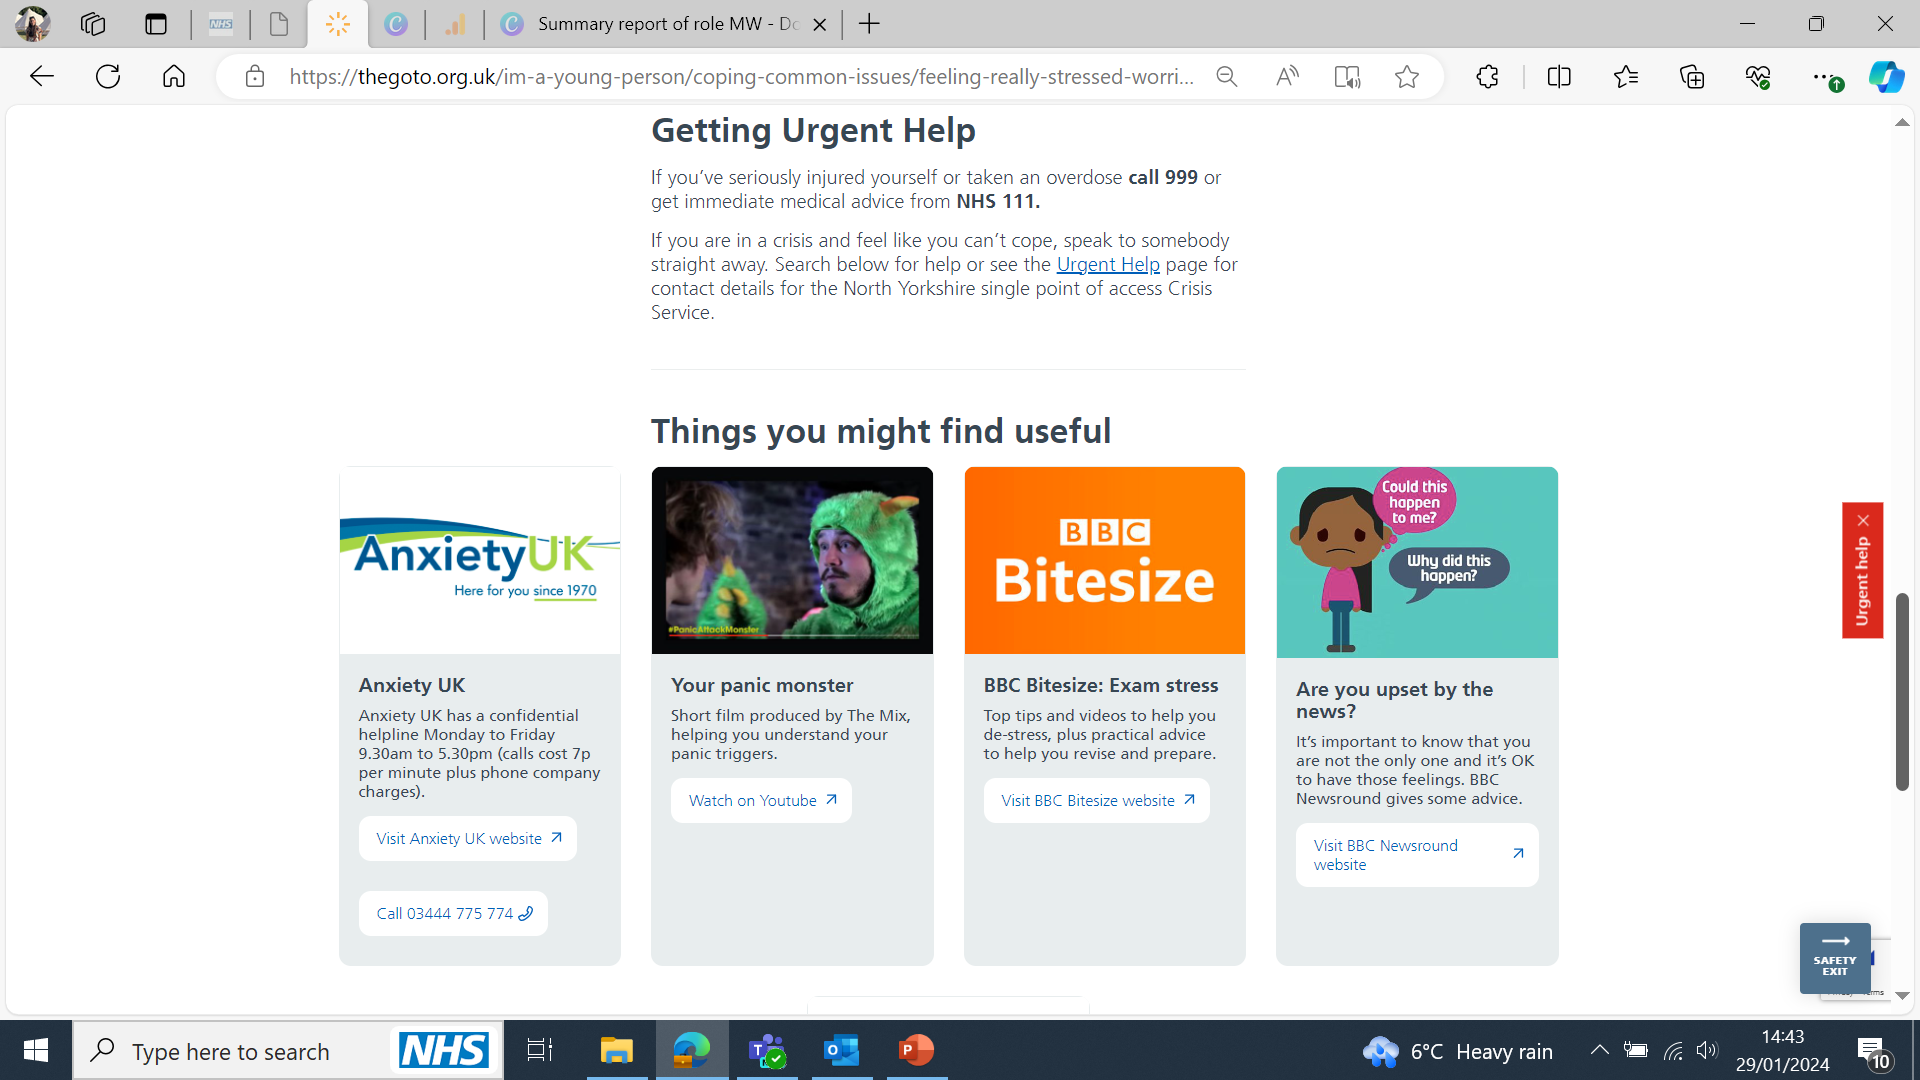 NHS
Summary report of role MW - Do
https://thegoto.org.uk/im-a-young-person/coping-common-issues/feeling-really-stressed-worri...
Getting Urgent Help
If you’ve seriously injured yourself or taken an overdose call 999 or
get immediate medical advice from NHS 111.
If you are in a crisis and feel like you can’t cope, speak to somebody
straight away. Search below for help or see the Urgent Help page for
contact details for the North Yorkshire single point of access Crisis
Service.
Things you might find useful
AnxietyUK
Here for you since 1970
Anxiety UK
Anxiety UK has a confidential
helpline Monday to Friday
9.30am to 5.30pm (calls cost 7p
per minute plus phone company
charges).
Visit Anxiety UK website
Call 03444 775 774
#PanicAttackMonster
Your panic monster
Short film produced by The Mix,
helping you understand your
panic triggers.
Watch on Youtube
BBC
Bitesize
BBC Bitesize: Exam stress
Top tips and videos to help you
de-stress, plus practical advice
to help you revise and prepare.
Visit BBC Bitesize website
Could this
happen
to me?
Why did this
happen?
Are you upset by the
news?
It’s important to know that you
are not the only one and it’s OK
to have those feelings. BBC
Newsround gives some advice.
Visit BBC Newsround
website
Urgent help
SAFETY
EXIT
Type here to search
NHS
6°C Heavy rain
14:43
29/01/2024
10